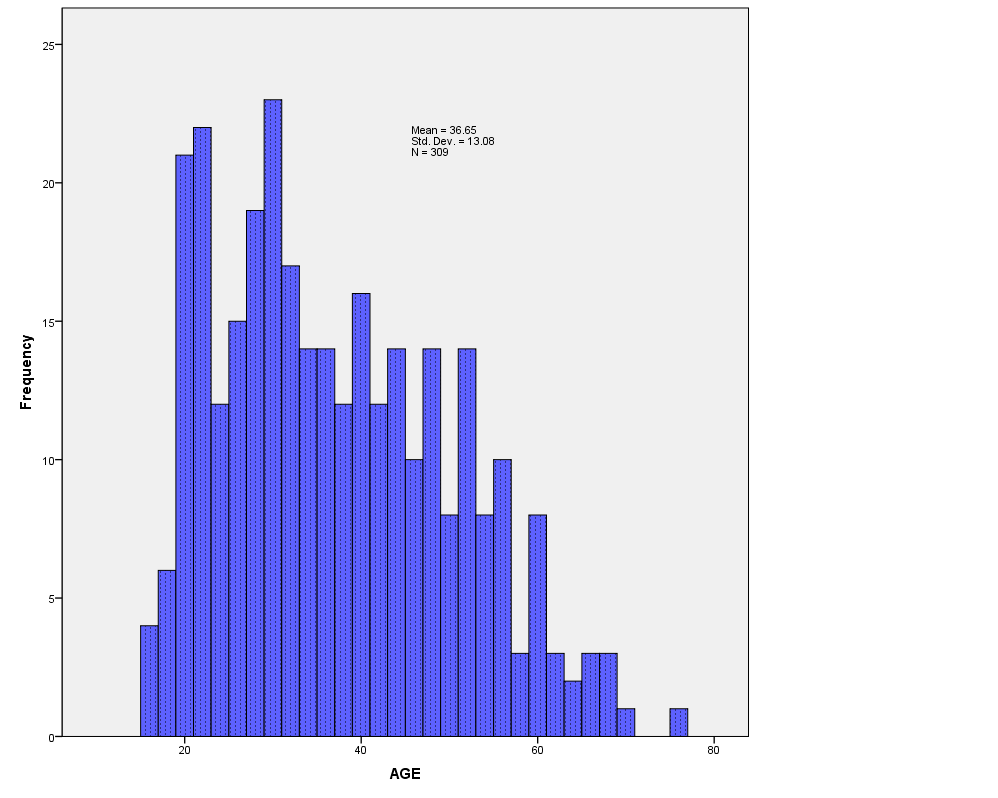 25
20
15
10
5
0
Frequency
Mean = 36.65
Std. Dev. = 13.08
N = 309
20 40 60 80
AGE